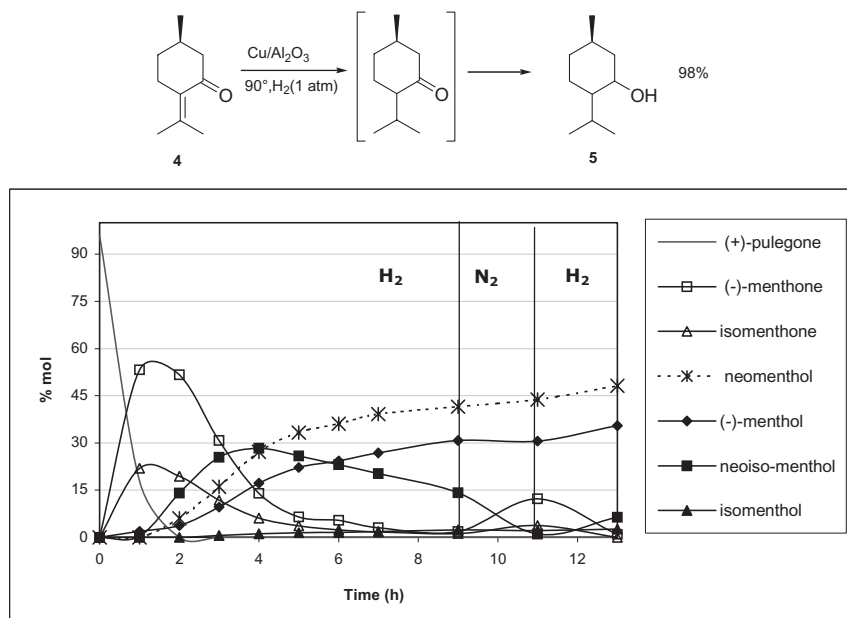 Cu/Al₂O₃
90°,H₂(1 atm)
O
O
OH
98%
4
5
H₂
N₂
H₂
% mol
90
75
60
45
30
15
0
0
2
4
6
8
10
12
Time (h)
(+)-pulegone
(-)-menthone
isomenthone
neomenthol
(-)-menthol
neoiso-menthol
isomenthol